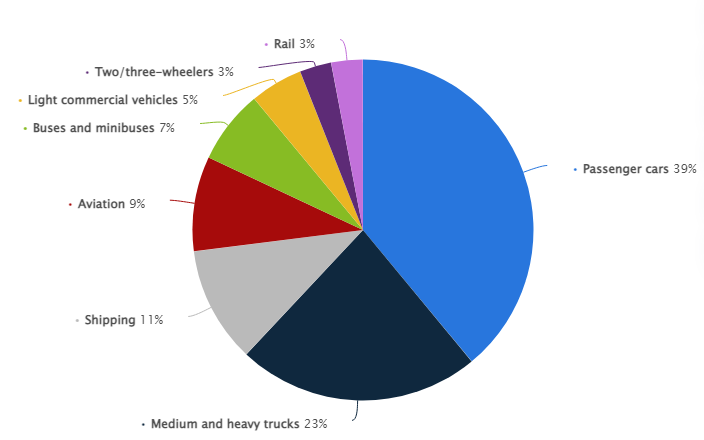 Rail 3%
Two/three-wheelers 3%
Light commercial vehicles 5%
Buses and minibuses 7%
Passenger cars 39%
Aviation 9%
Shipping 11%
Medium and heavy trucks 23%